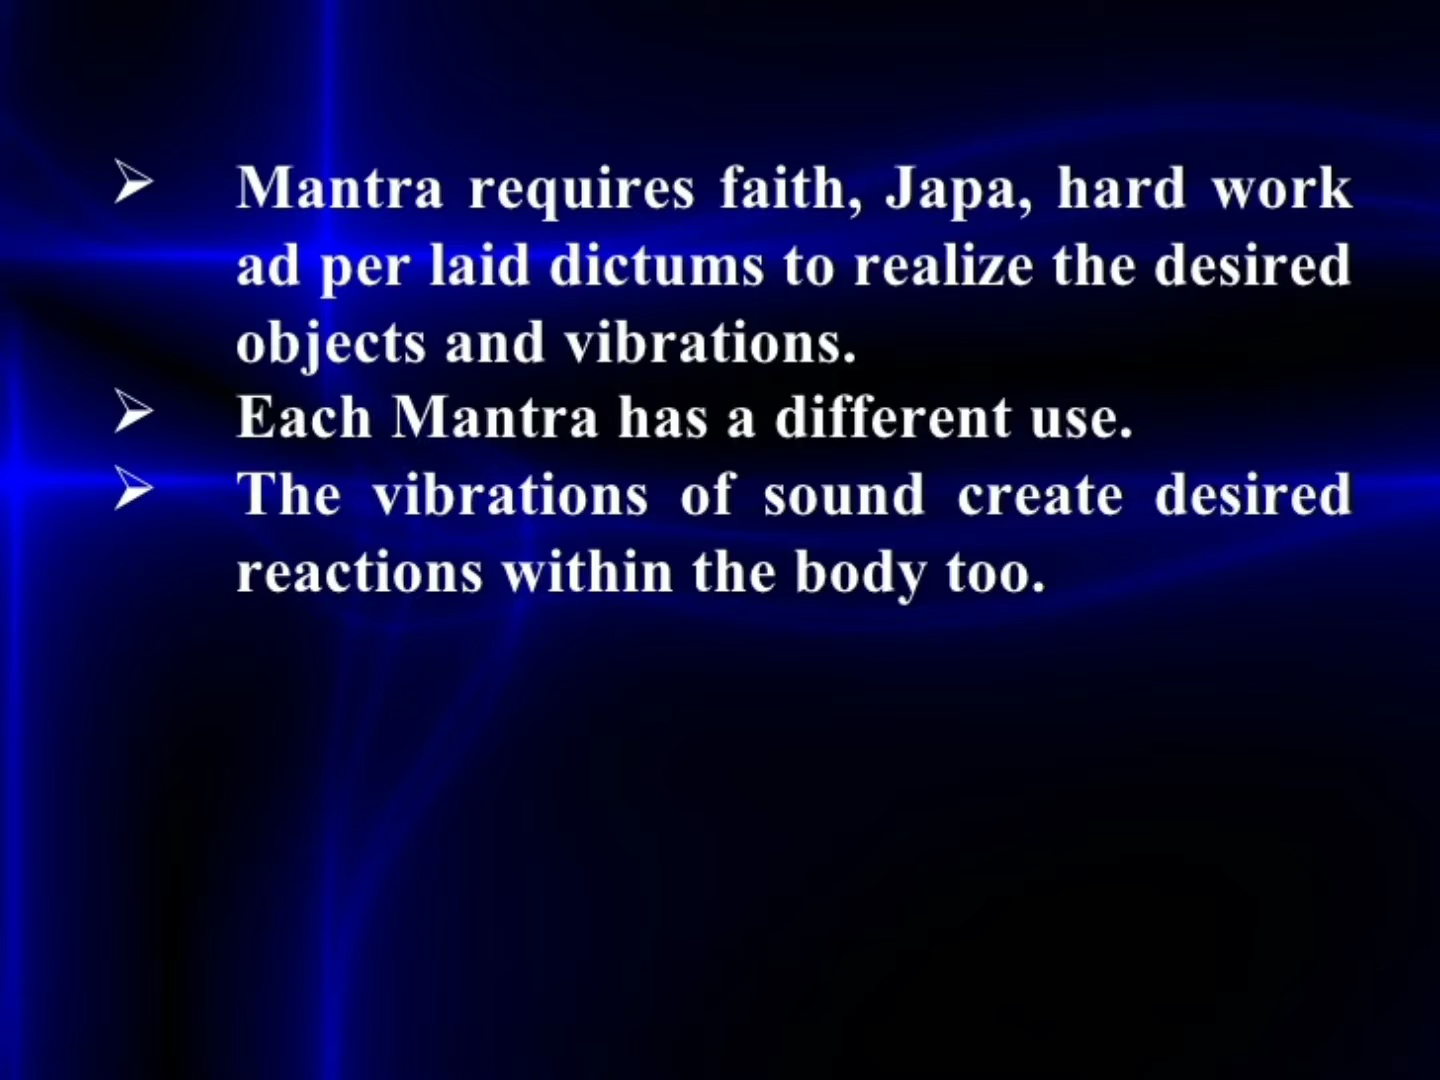 Mantra requires faith, Japa, hard work
ad per laid dictums to realize the desired
objects and vibrations.
Each Mantra has a different use.
The vibrations of sound create desired
reactions within the body too.